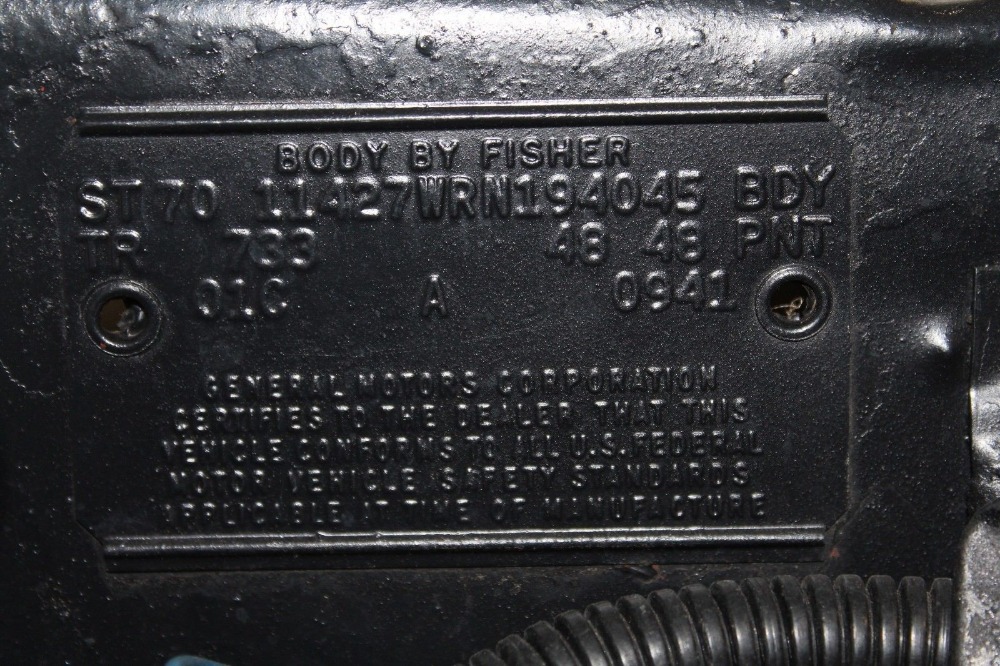 BODY BY FISHER
ST 70 11427WRN194045 BDY
TR 733 48 48 PNT
01C A 0941
GENERAL MOTORS CORPORATION
CERTIFIES TO THE DEALER THAT THIS
VEHICLE CONFORMS TO ALL U.S. FEDERAL
MOTOR VEHICLE SAFETY STANDARDS
APPLICABLE AT TIME OF MANUFACTURE